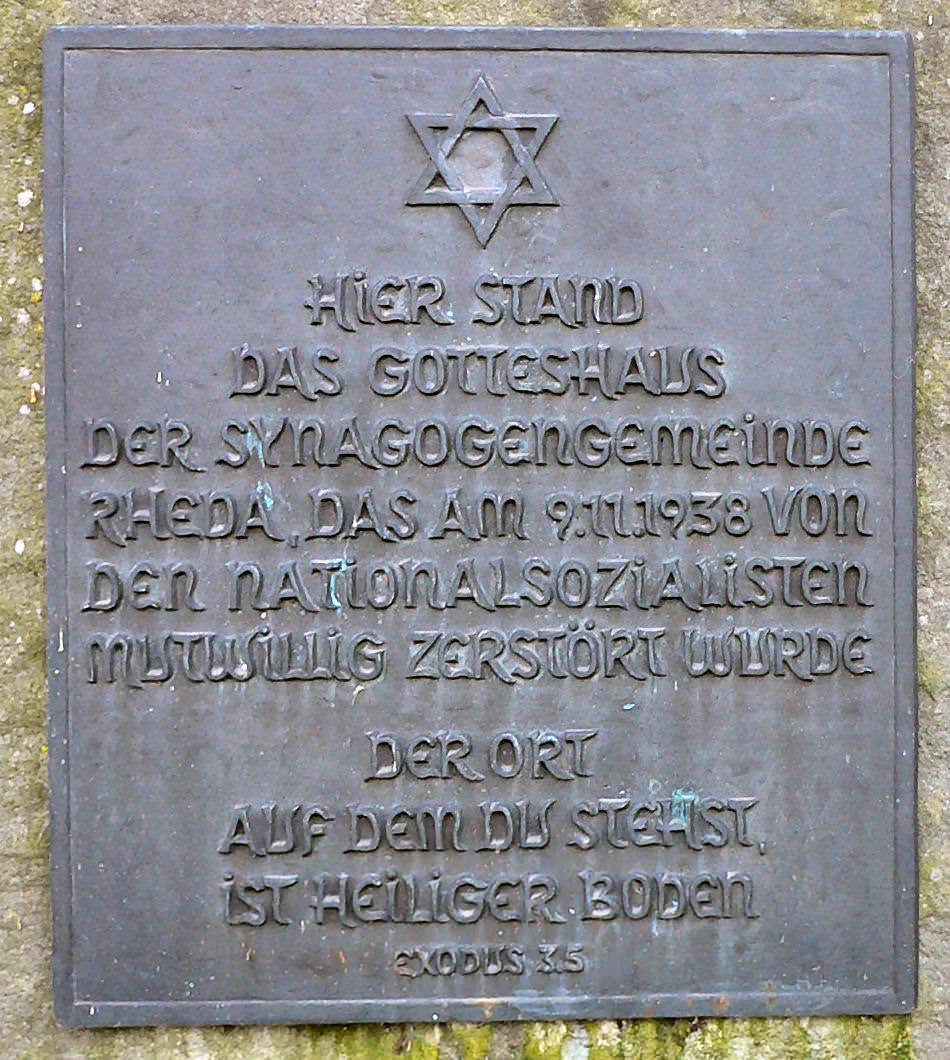 HIER STAND
DAS GOTTESHAUS
DER SYNAGOGENGEMEINDE
RHEDA, DAS AM 9.11.1938 VON
DEN NATIONALSOZIALISTEN
MUTWILLIG ZERSTÖRT WURDE
DER ORT
AUF DEM DU STEHST,
IST HEILIGER BODEN
EXODUS 3.5